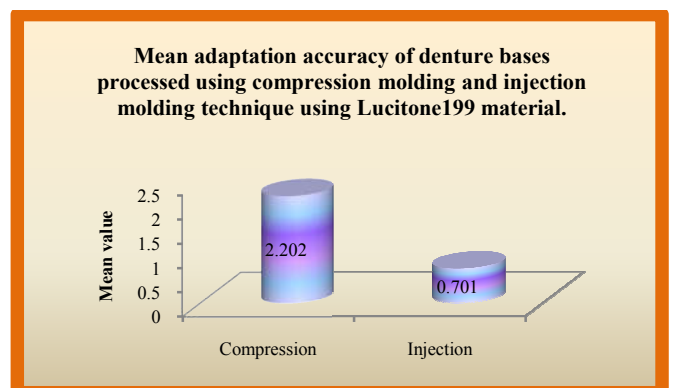 Mean adaptation accuracy of denture bases
processed using compression molding and injection
molding technique using Lucitone199 material.
Mean value
2.5
2
1.5
1
0.5
0
2.202
0.701
Compression
Injection